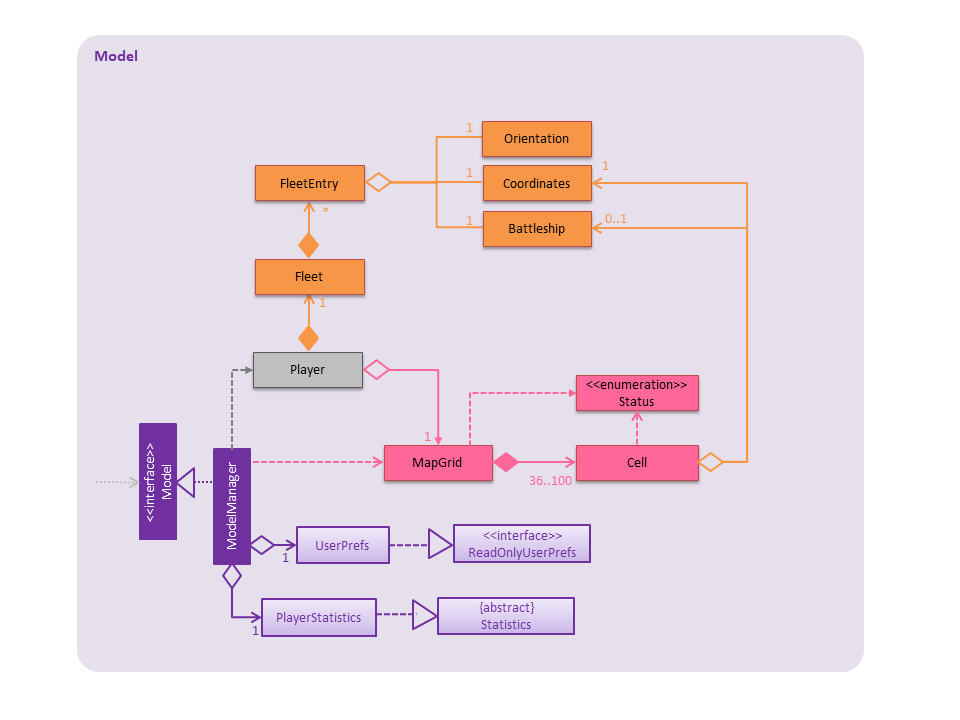 Model
1
Orientation
FleetEntry
1
Coordinates
1
*
1
Battleship
0..1
Fleet
1
Player
<<enumeration>>
Status
1
MapGrid
36..100
Cell
<<interface>>
Model
ModelManager
1
UserPrefs
<<interface>>
ReadOnlyUserPrefs
1
PlayerStatistics
{abstract}
Statistics